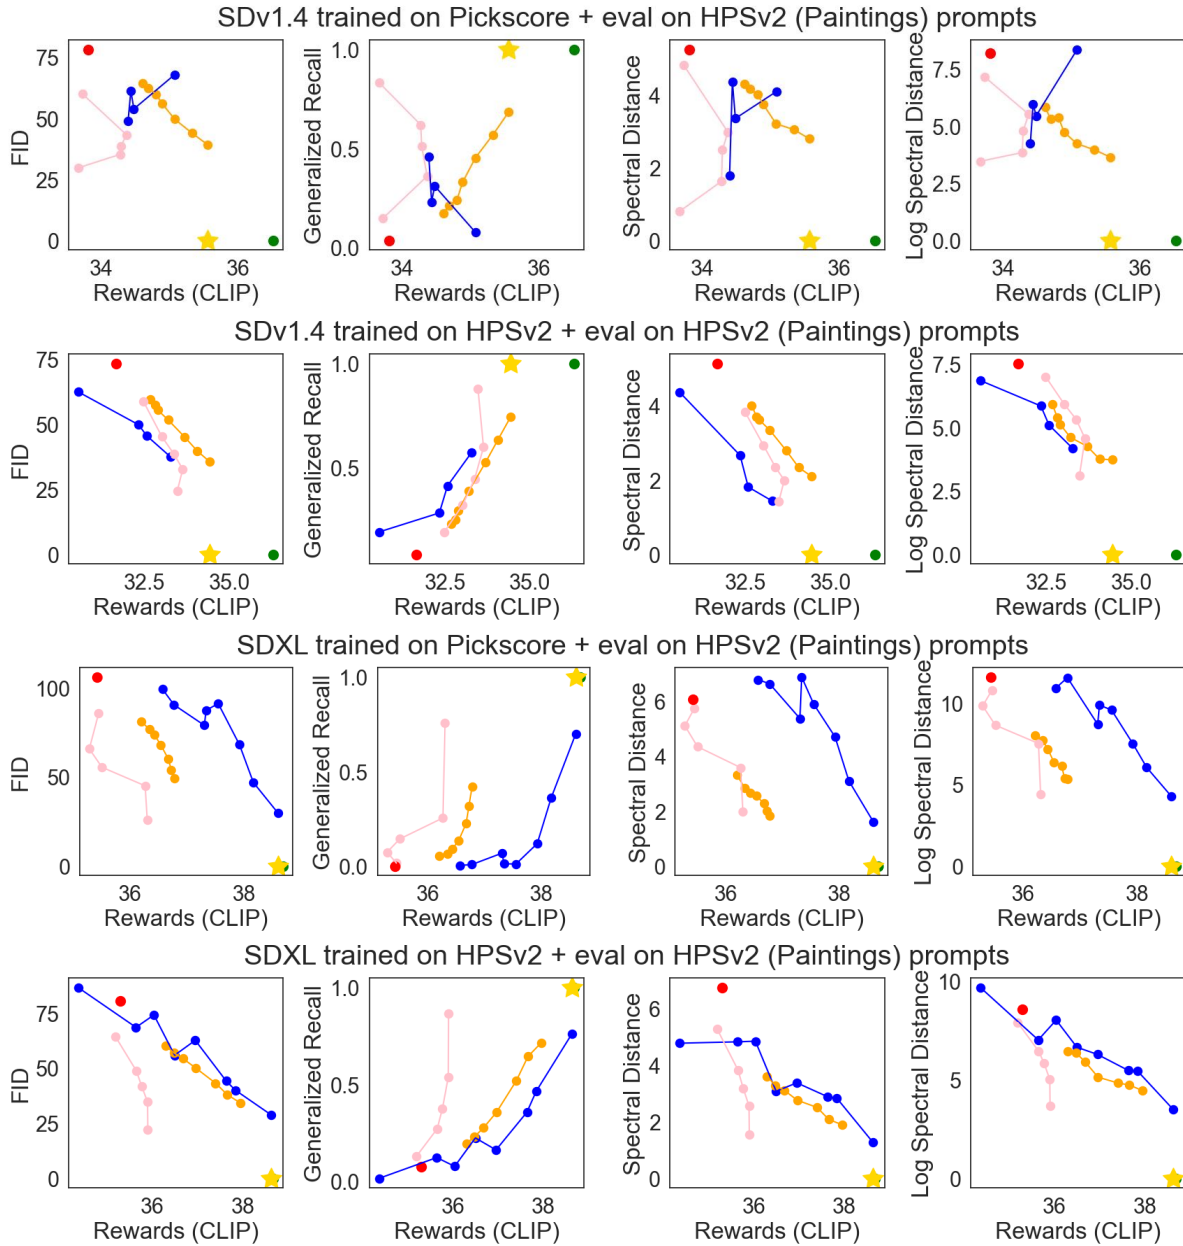 SDv1.4 trained on Pickscore + eval on HPSv2 (Paintings) prompts
FID
75
50
25
0
34 36
Rewards (CLIP)
Generalized Recall
1.0
0.5
0.0
34 36
Rewards (CLIP)
Spectral Distance
4
2
0
34 36
Rewards (CLIP)
Log Spectral Distance
7.5
5.0
2.5
0.0
34 36
Rewards (CLIP)
SDv1.4 trained on HPSv2 + eval on HPSv2 (Paintings) prompts
FID
75
50
25
0
32.5 35.0
Rewards (CLIP)
Generalized Recall
1.0
0.5
32.5 35.0
Rewards (CLIP)
Spectral Distance
4
2
0
32.5 35.0
Rewards (CLIP)
Log Spectral Distance
7.5
5.0
2.5
0.0
32.5 35.0
Rewards (CLIP)
SDXL trained on Pickscore + eval on HPSv2 (Paintings) prompts
FID
100
50
0
36 38
Rewards (CLIP)
Generalized Recall
1.0
0.5
0.0
36 38
Rewards (CLIP)
Spectral Distance
6
4
2
0
36 38
Rewards (CLIP)
Log Spectral Distance
10
5
0
36 38
Rewards (CLIP)
SDXL trained on HPSv2 + eval on HPSv2 (Paintings) prompts
FID
75
50
25
0
36 38
Rewards (CLIP)
Generalized Recall
1.0
0.5
0.0
36 38
Rewards (CLIP)
Spectral Distance
6
4
2
0
36 38
Rewards (CLIP)
Log Spectral Distance
10
5
0
36 38
Rewards (CLIP)